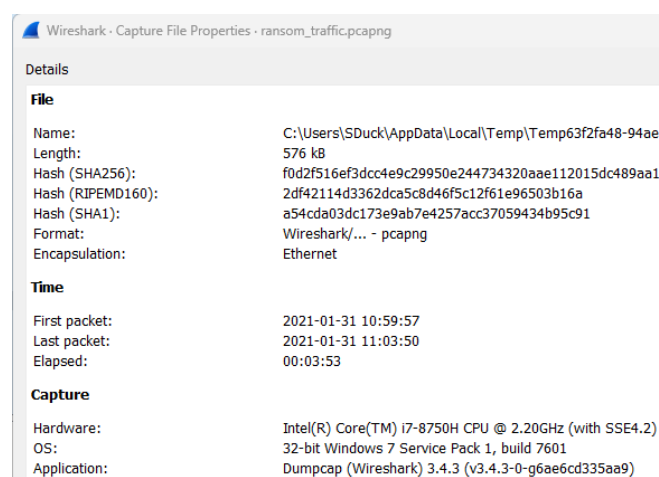 Wireshark · Capture File Properties · ransom_traffic.pcapng
Details
File
Name: C:\Users\SDuck\AppData\Local\Temp\Temp63f2fa48-94ae
Length: 576 kB
Hash (SHA256): f0d2f516ef3dcc4e9c29950e244734320aae112015dc489aa1
Hash (RIPEMD160): 2df42114d3362dca5c8d46f5c12f61e96503b16a
Hash (SHA1): a54cda03dc173e9ab7e4257acc37059434b95c91
Format: Wireshark/... - pcapng
Encapsulation: Ethernet
Time
First packet: 2021-01-31 10:59:57
Last packet: 2021-01-31 11:03:50
Elapsed: 00:03:53
Capture
Hardware: Intel(R) Core(TM) i7-8750H CPU @ 2.20GHz (with SSE4.2)
OS: 32-bit Windows 7 Service Pack 1, build 7601
Application: Dumpcap (Wireshark) 3.4.3 (v3.4.3-0-g6ae6cd335aa9)